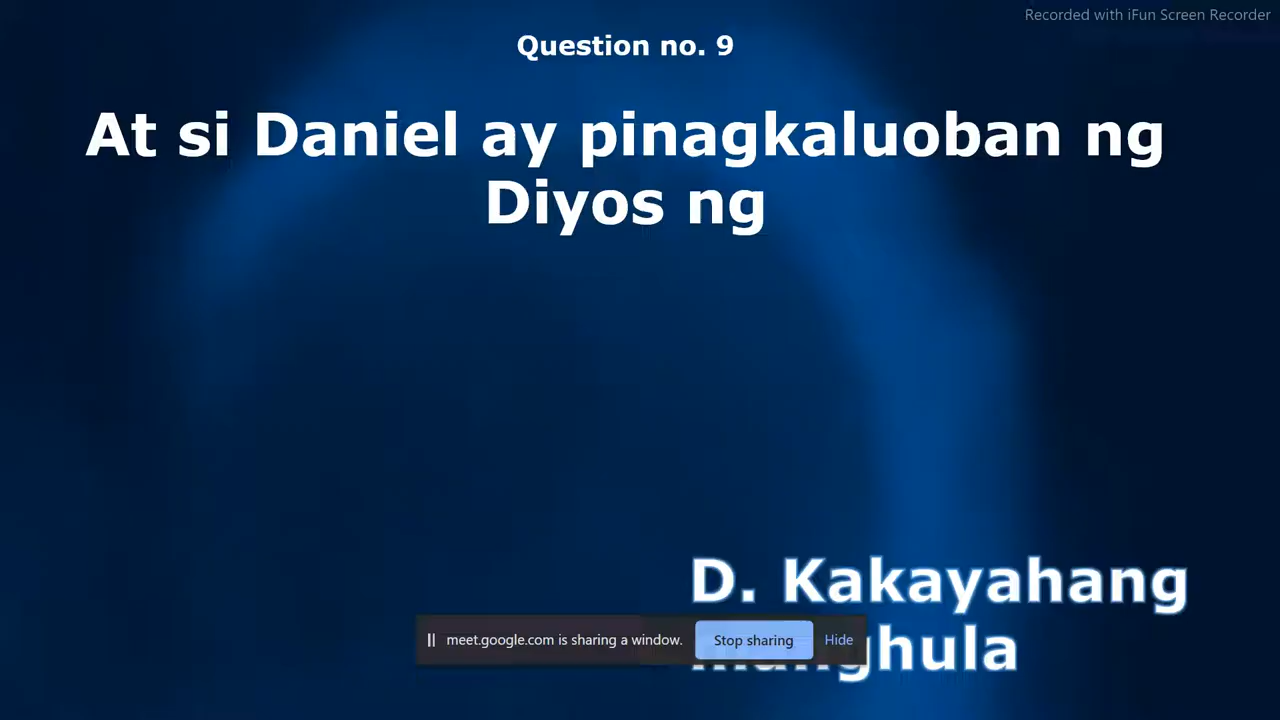 Recorded with iFun Screen Recorder
Question no. 9
At si Daniel ay pinagkaluoban ng
Diyos ng
D. Kakayahang
meet.google.com is sharing a window. Stop sharing Hide
manghula